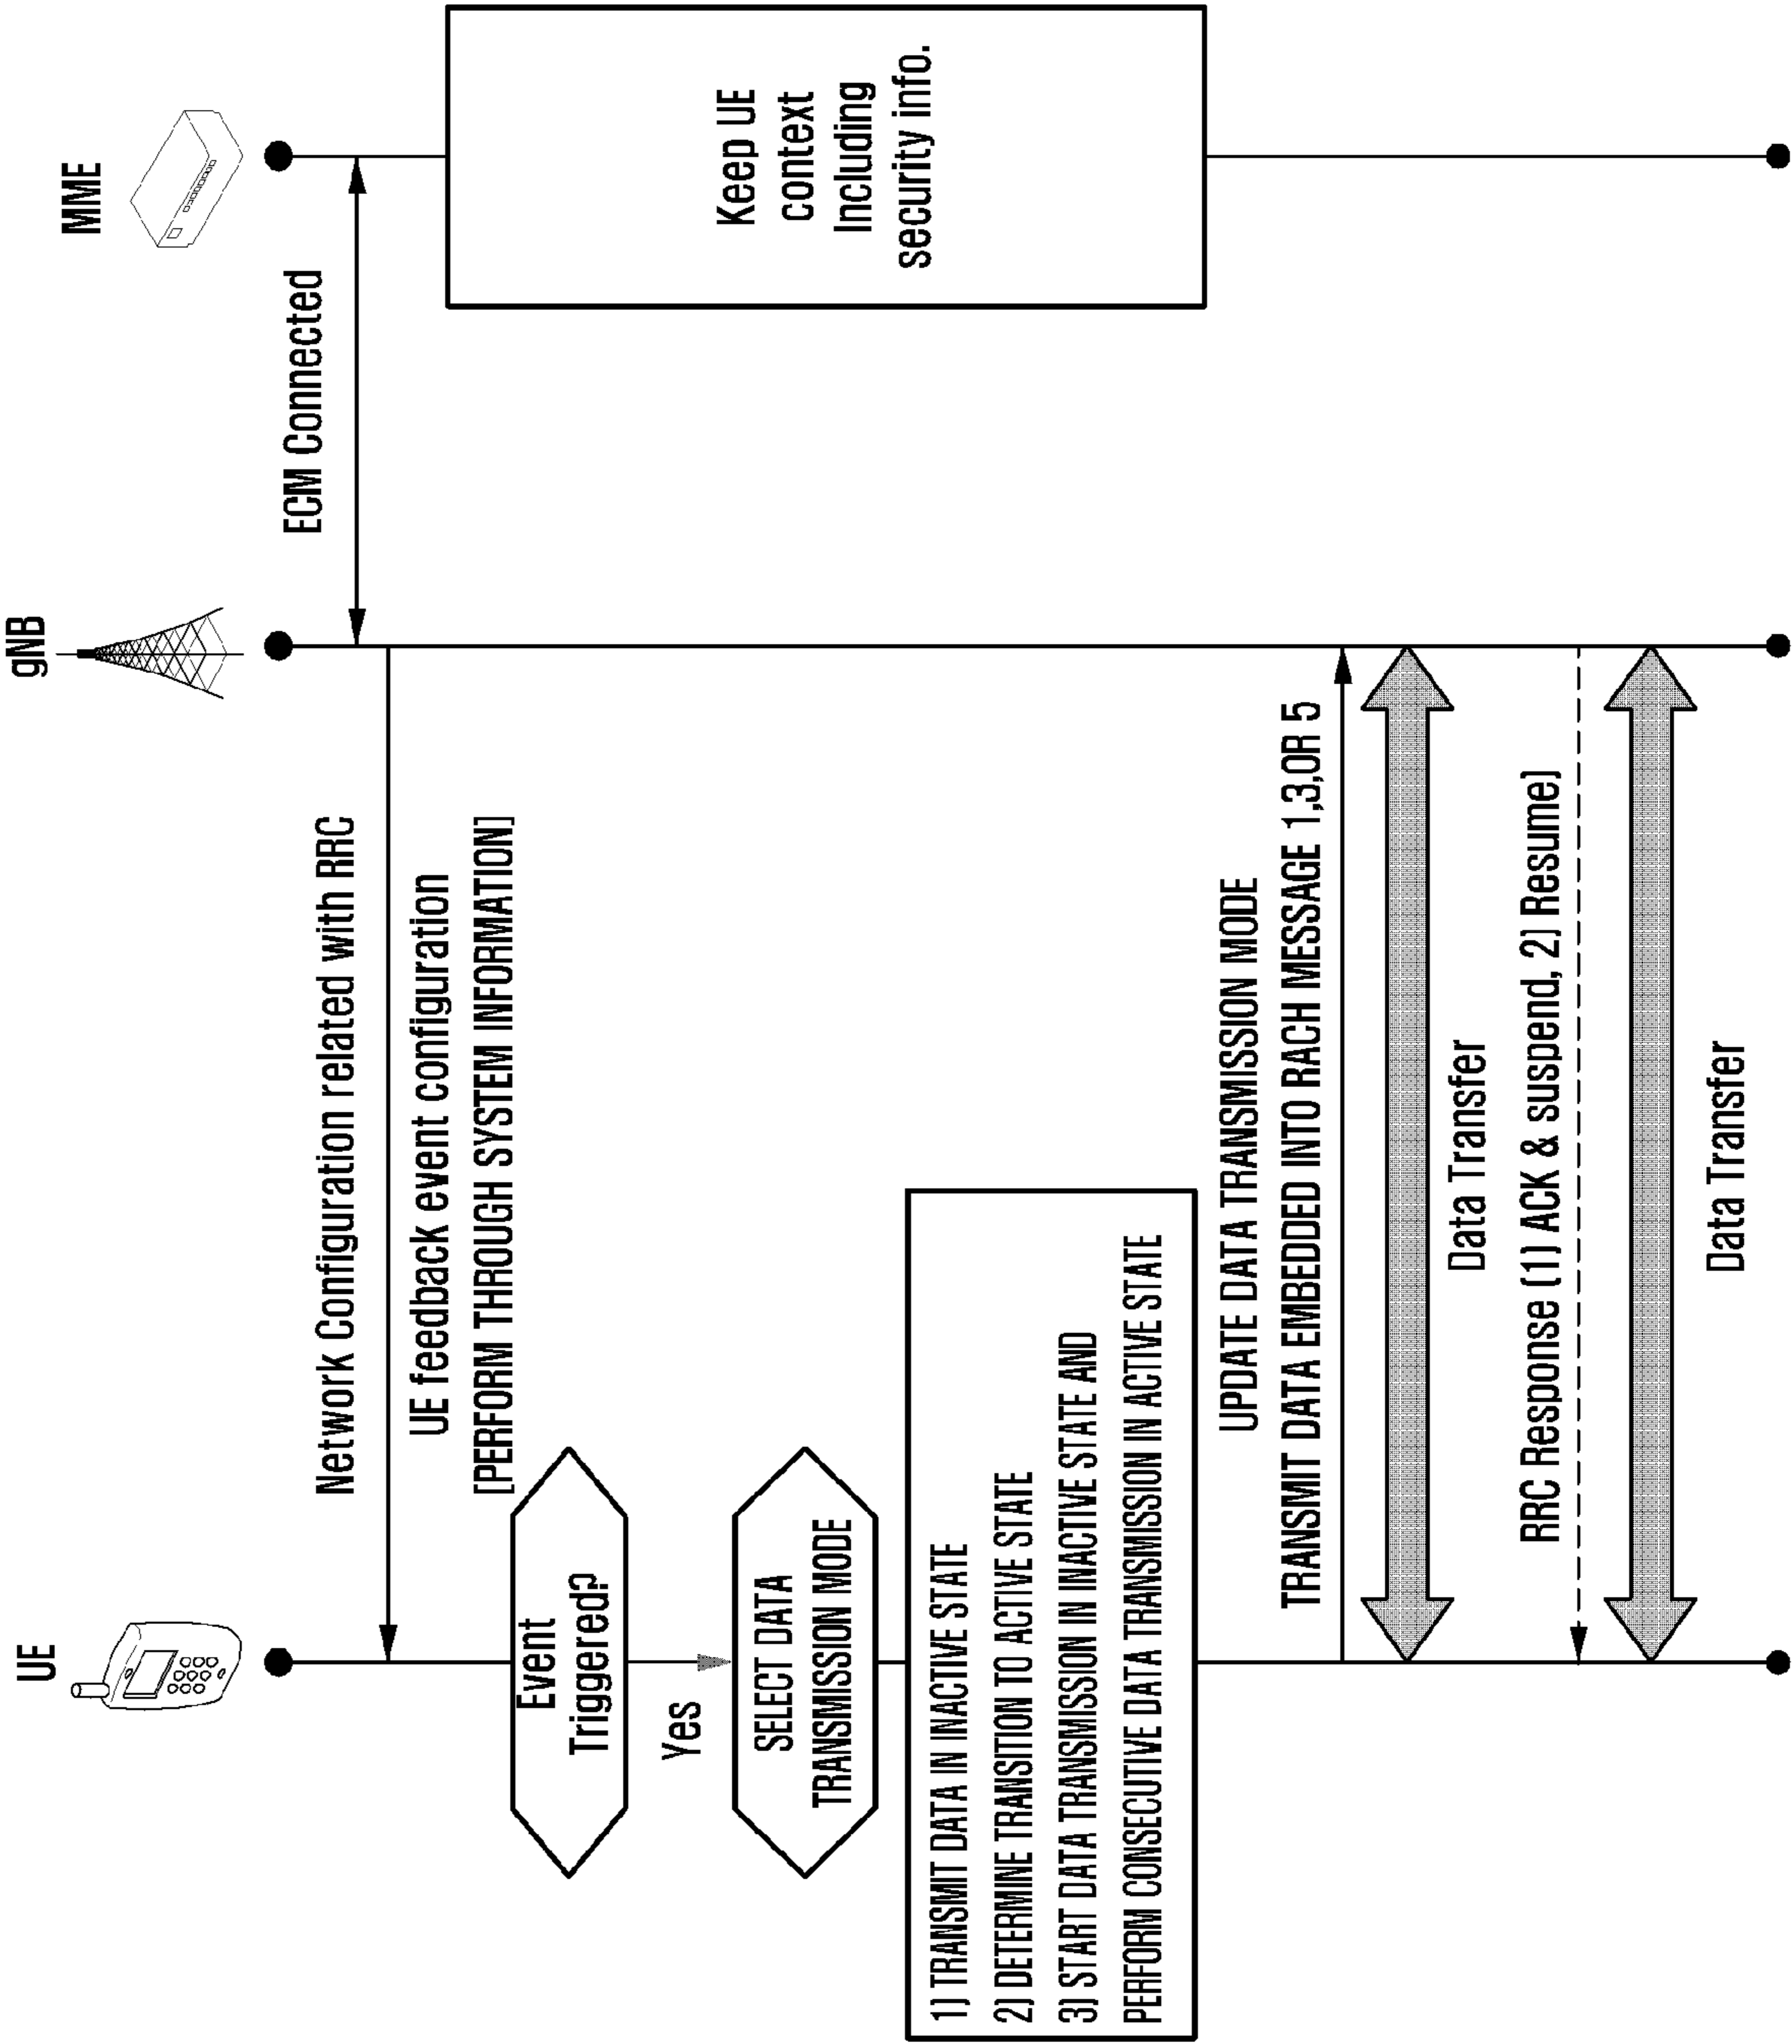 UE
gNB
MME
ECM Connected
Network Configuration related with RRC
UE feedback event configuration
[PERFORM THROUGH SYSTEM INFORMATION]
Keep UE
context
Including
security info.
Event
Triggered?
Yes
SELECT DATA
TRANSMISSION MODE
1) TRANSMIT DATA IN INACTIVE STATE
2) DETERMINE TRANSITION TO ACTIVE STATE
3) START DATA TRANSMISSION IN INACTIVE STATE AND
PERFORM CONSECUTIVE DATA TRANSMISSION IN ACTIVE STATE
UPDATE DATA TRANSMISSION MODE
TRANSMIT DATA EMBEDDED INTO RACH MESSAGE 1,3,OR 5
Data Transfer
RRC Response (1) ACK & suspend, 2) Resume)
Data Transfer